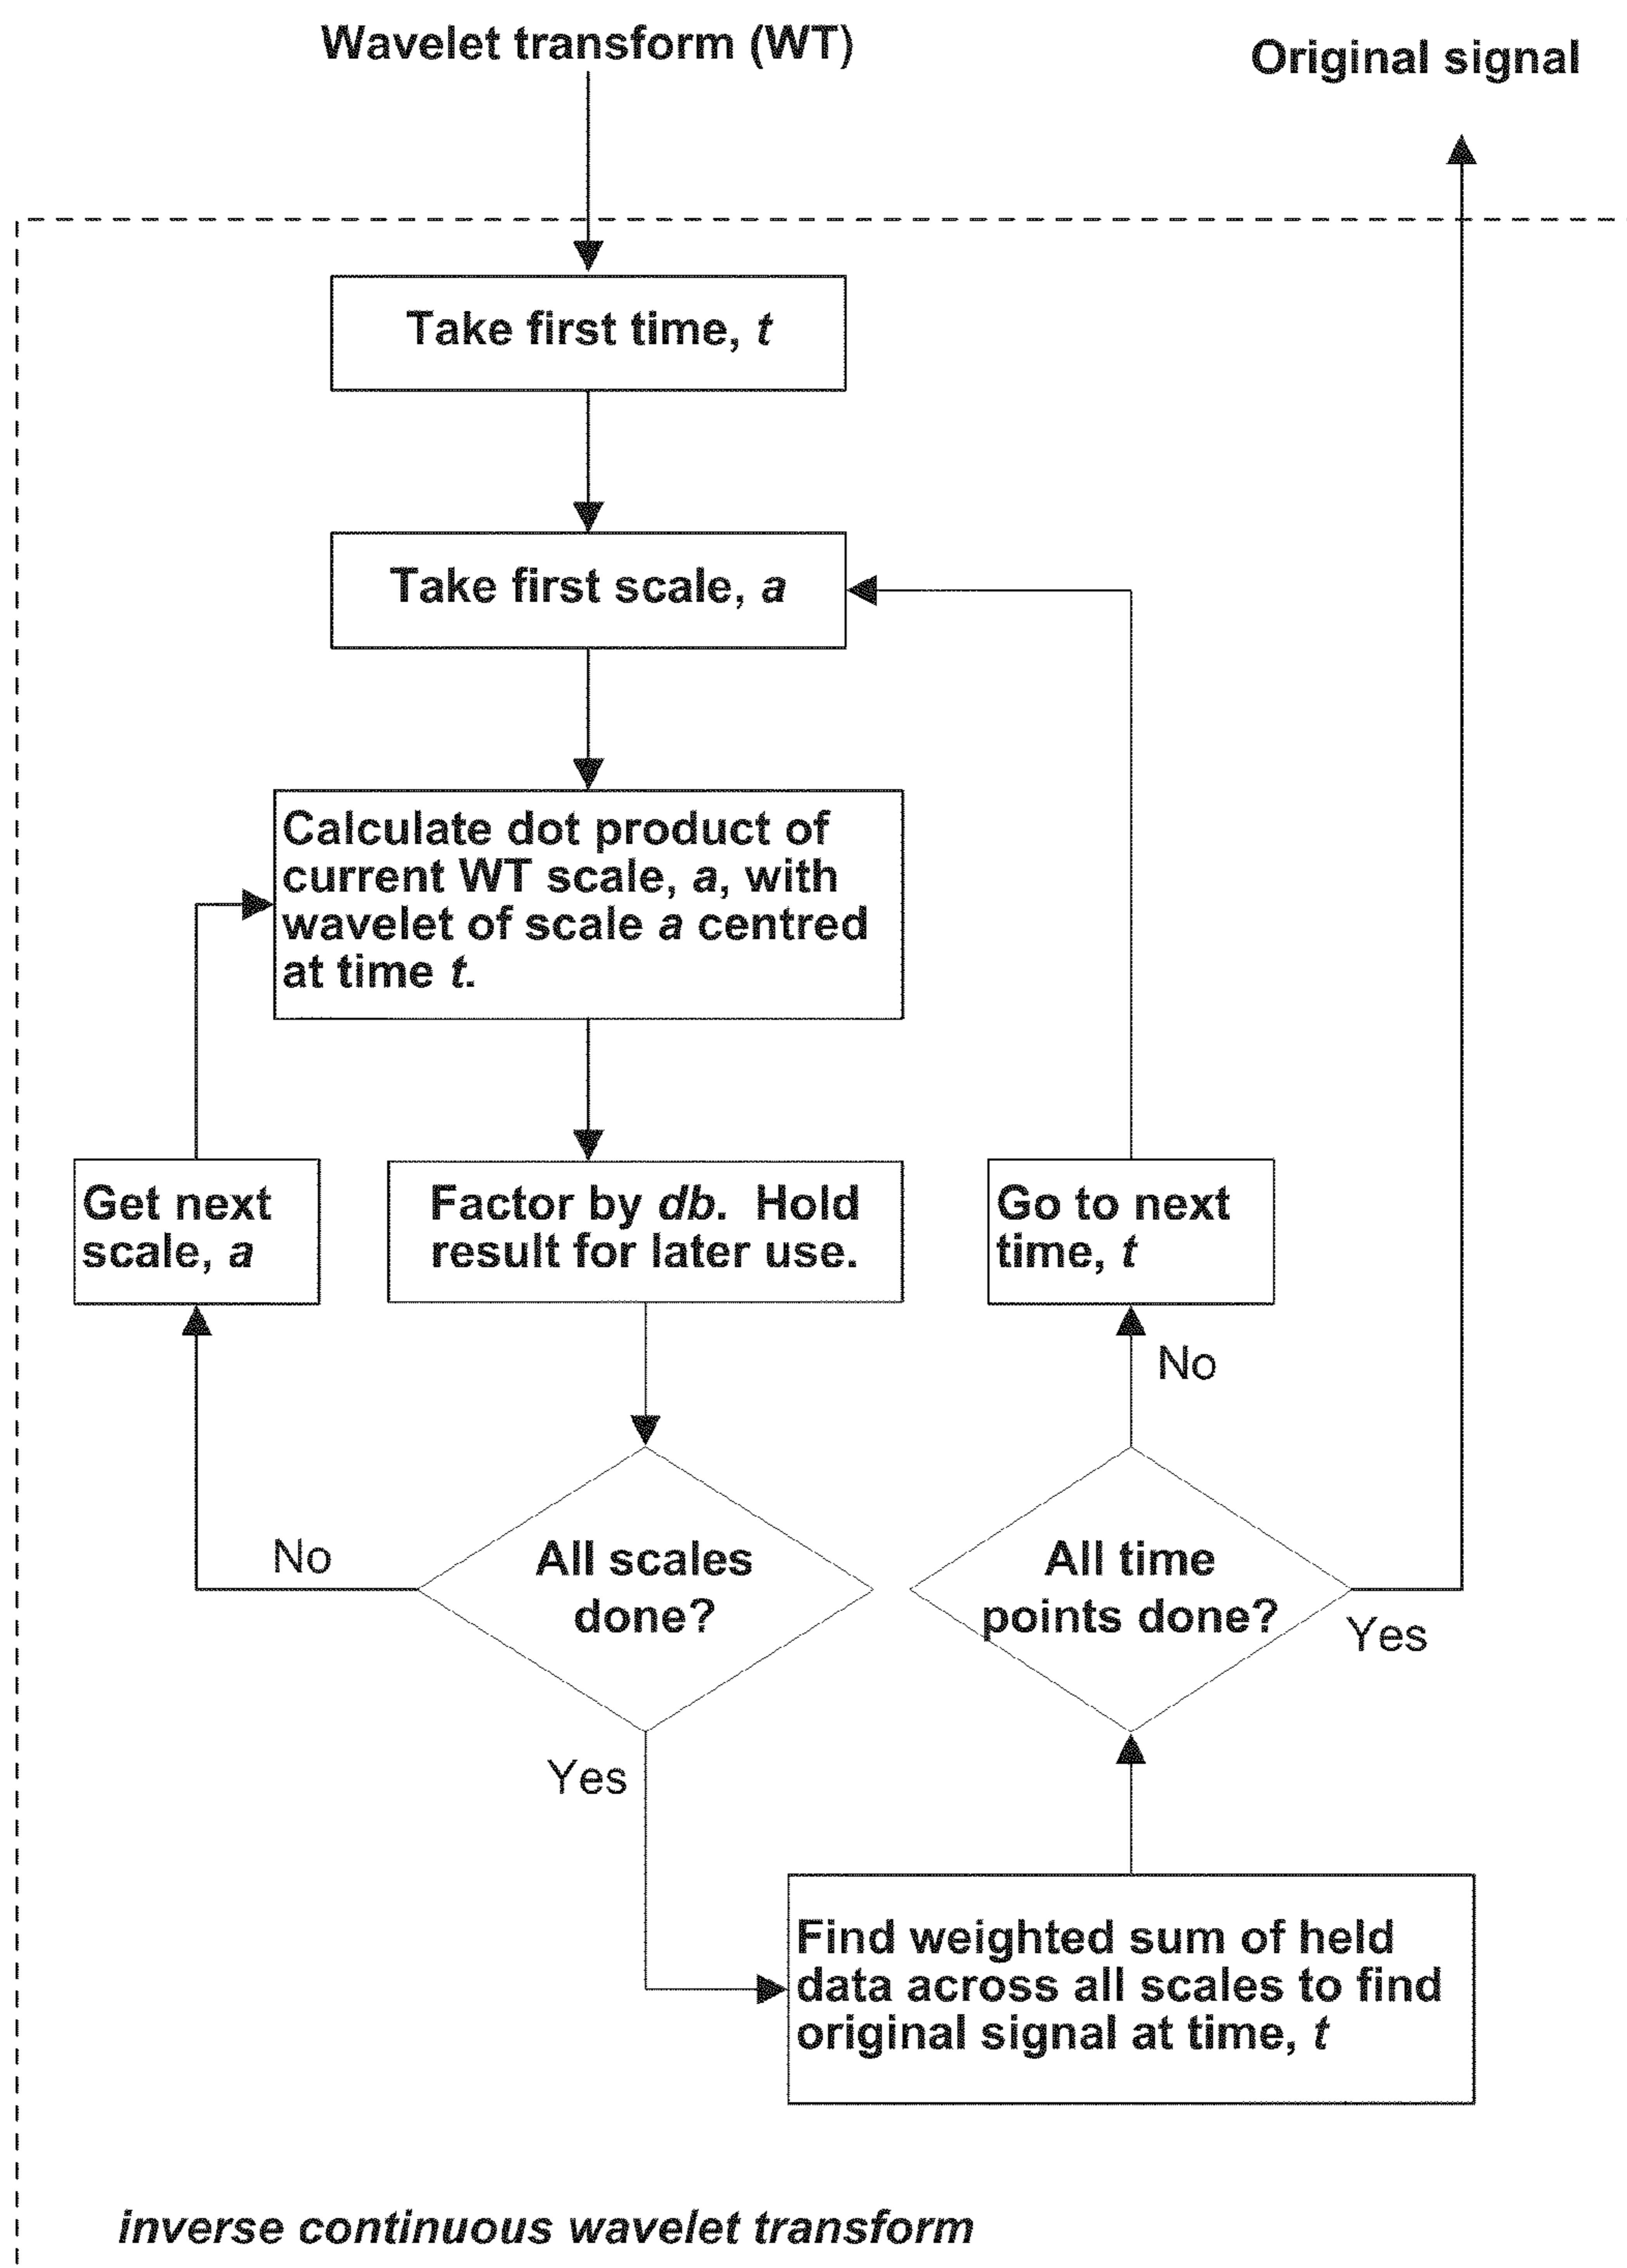 Wavelet transform (WT)
Original signal
Take first time, t
Take first scale, a
Calculate dot product of
current WT scale, a, with
wavelet of scale a centred
at time t.
Get next
scale, a
Factor by db. Hold
result for later use.
Go to next
time, t
No
No
All scales
done?
All time
points done?
Yes
Yes
Find weighted sum of held
data across all scales to find
original signal at time, t
inverse continuous wavelet transform